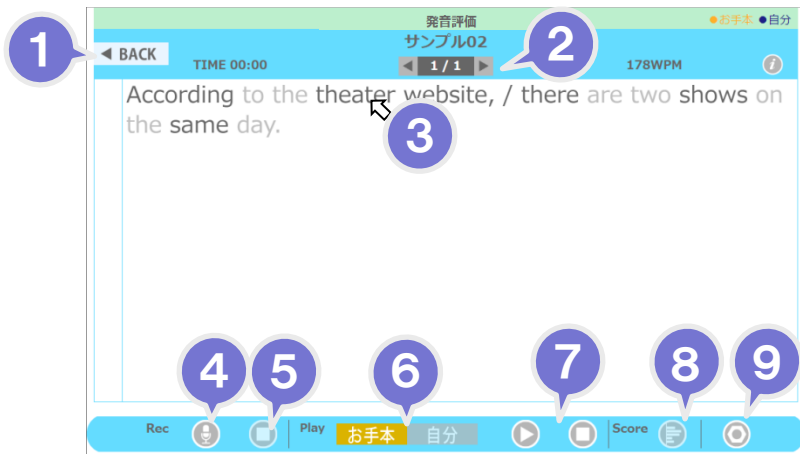 発音評価
●お手本 ●自分
1
◀ BACK
サンプル02
2
TIME 00:00
◀ 1 / 1 ▶
178WPM
i
According to the theater website, / there are two shows on
the same day.
3
4
5
6
7
8
9
Rec
Play
お手本
自分
Score